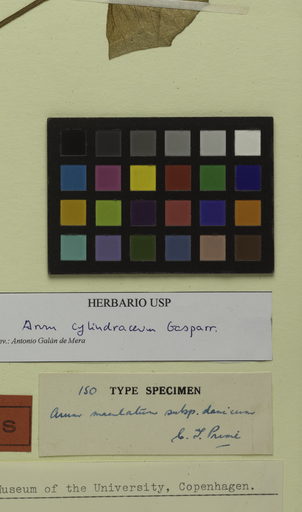 HERBARIO USP
Arum cylindraceum Gasparr.
ev.: Antonio Galán de Mera
150 TYPE SPECIMEN
Arum maculatum subsp. danicum
C. T. Prime
S
Museum of the University, Copenhagen.